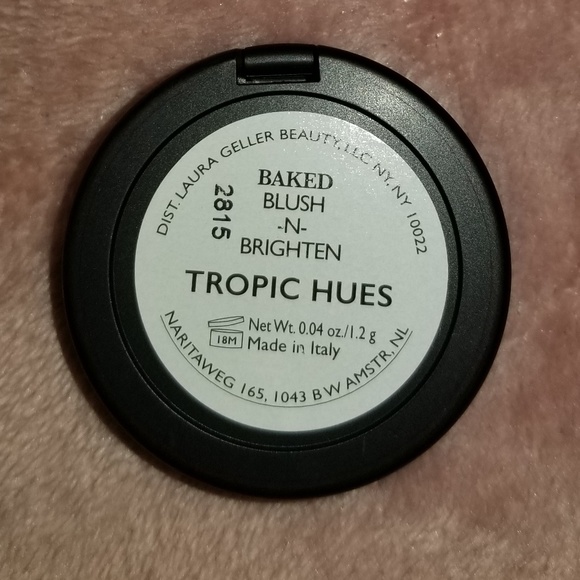 DIST. LAURA GELLER BEAUTY, LLC NY, NY 10022
2815
BAKED
BLUSH
-N-
BRIGHTEN
TROPIC HUES
18M
Net Wt. 0.04 oz./1.2 g
Made in Italy
NARITAWEG 165, 1043 BW AMSTR, NL